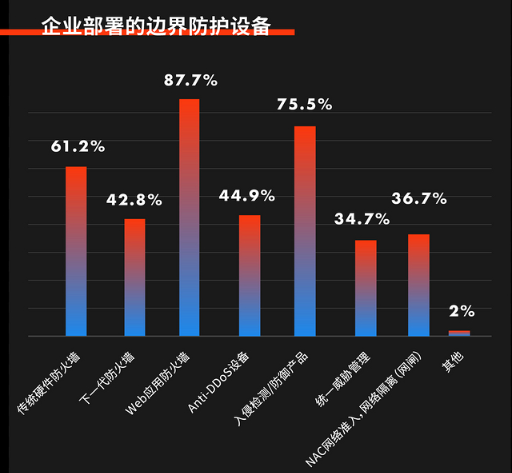 企业部署的边界防护设备
61.2%
42.8%
87.7%
44.9%
75.5%
34.7%
36.7%
2%
传统硬件防火墙
下一代防火墙
Web应用防火墙
Anti-DDoS设备
入侵检测/防御产品
统一威胁管理
NAC网络准入，网络隔离（网闸）
其他